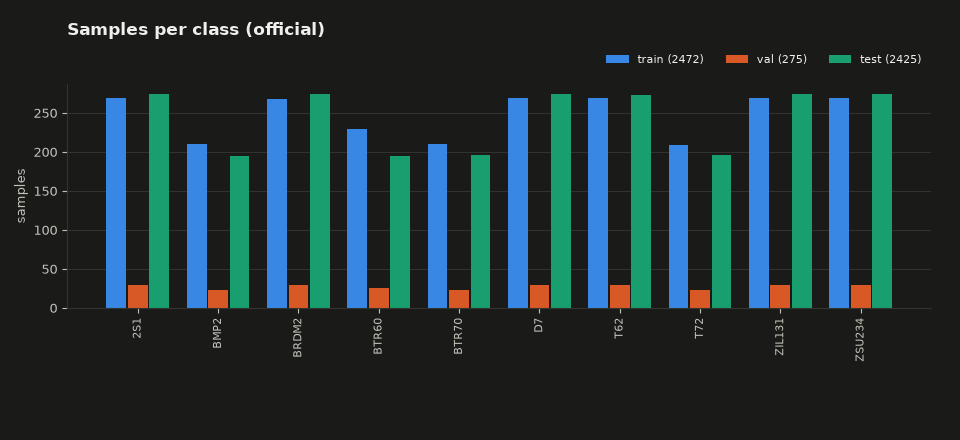 Samples per class (official)
train (2472) val (275) test (2425)
samples
250
200
150
100
50
0
2S1 BMP2 BRDM2 BTR60 BTR70 D7 T62 T72 ZIL131 ZSU234